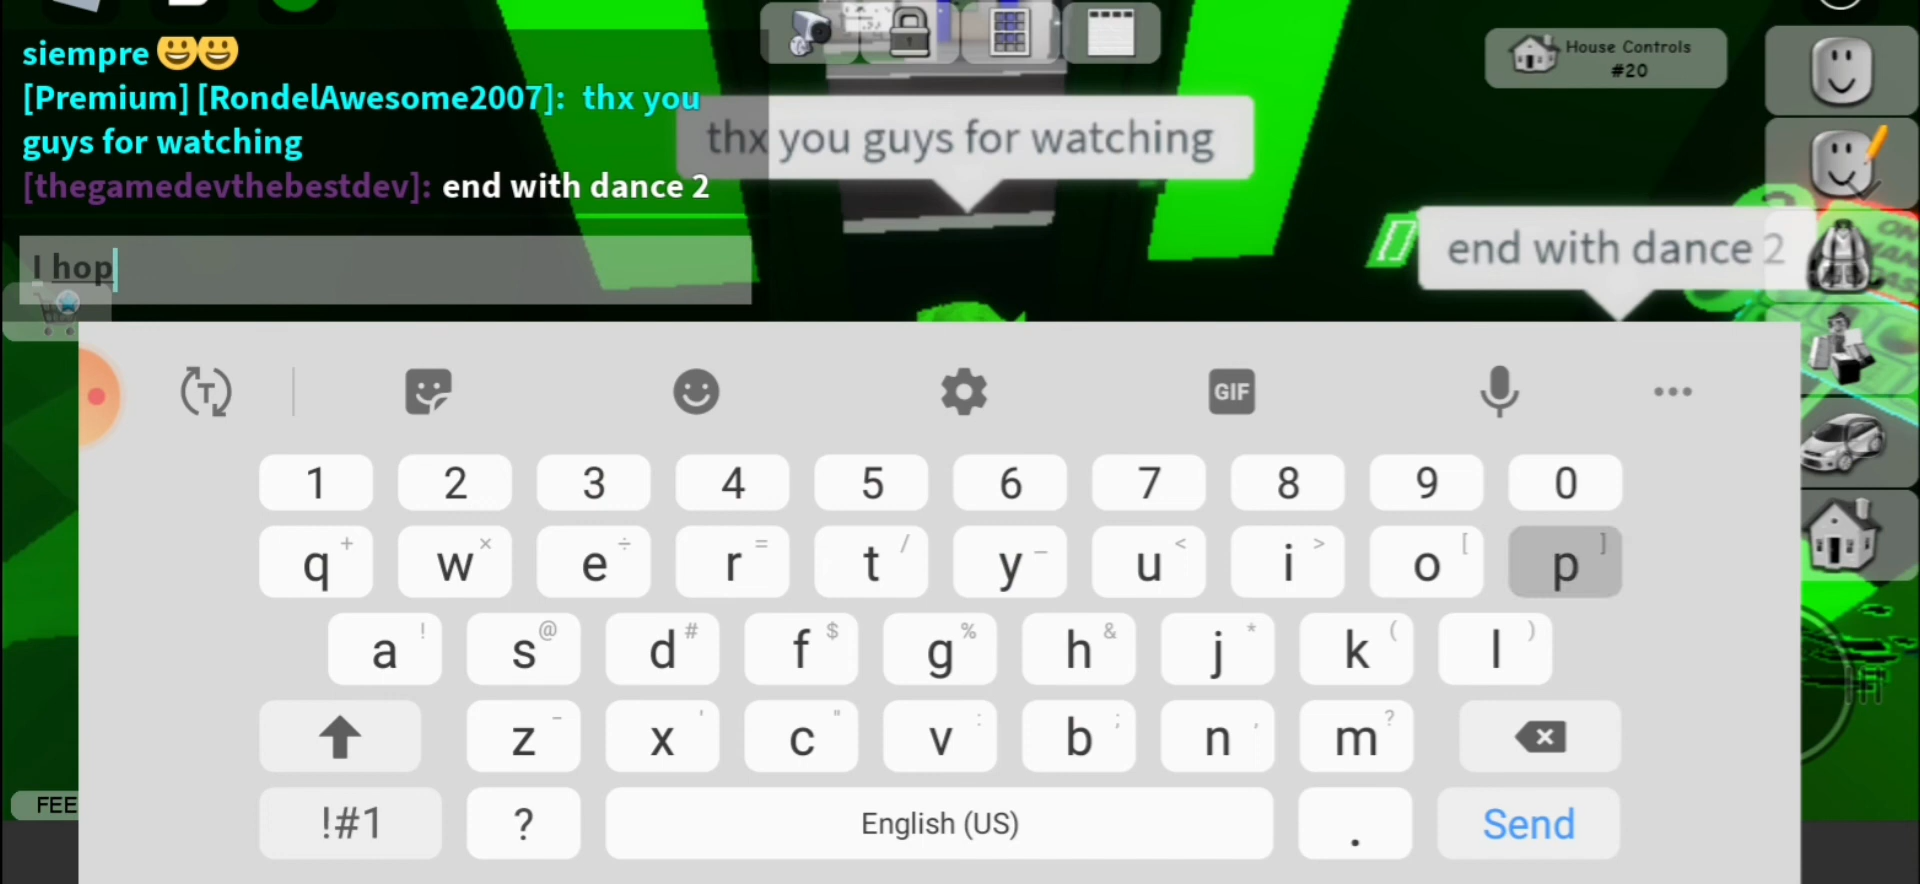 siempre 😃😃
[Premium] [RondelAwesome2007]: thx you
guys for watching
[thegamedevthebestdev]: end with dance 2
I hop
thx you guys for watching
House Controls
#20
end with dance 2
GIF
1 2 3 4 5 6 7 8 9 0
q + w × e ÷ r = t / y _ u < i > o [ p ]
a ! s @ d # f $ g % h & j * k ( l )
z - x ' c " v : b ; n , m ?
!#1 ? English (US) . Send
FEE